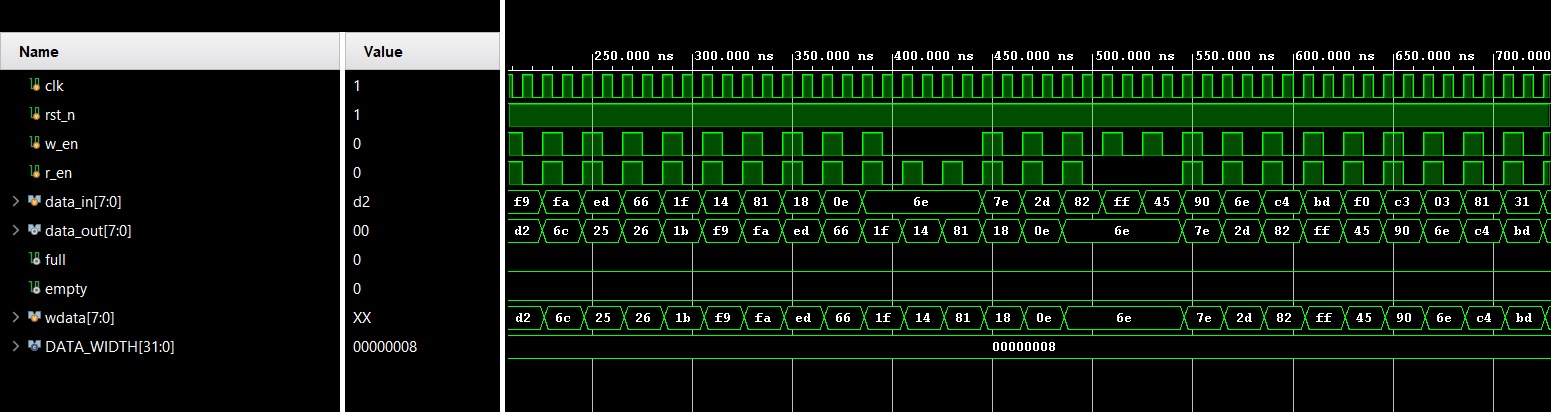 Name Value
250.000 ns 300.000 ns 350.000 ns 400.000 ns 450.000 ns 500.000 ns 550.000 ns 600.000 ns 650.000 ns 700.000
clk 1
rst_n 1
w_en 0
r_en 0
data_in[7:0] d2 f9 fa ed 66 1f 14 81 18 0e 6e 7e 2d 82 ff 45 90 6e c4 bd f0 c3 03 81 31
data_out[7:0] 00 d2 6c 25 26 1b f9 fa ed 66 1f 14 81 18 0e 6e 7e 2d 82 ff 45 90 6e c4 bd
full 0
empty 0
wdata[7:0] XX d2 6c 25 26 1b f9 fa ed 66 1f 14 81 18 0e 6e 7e 2d 82 ff 45 90 6e c4 bd
DATA_WIDTH[31:0] 00000008 00000008